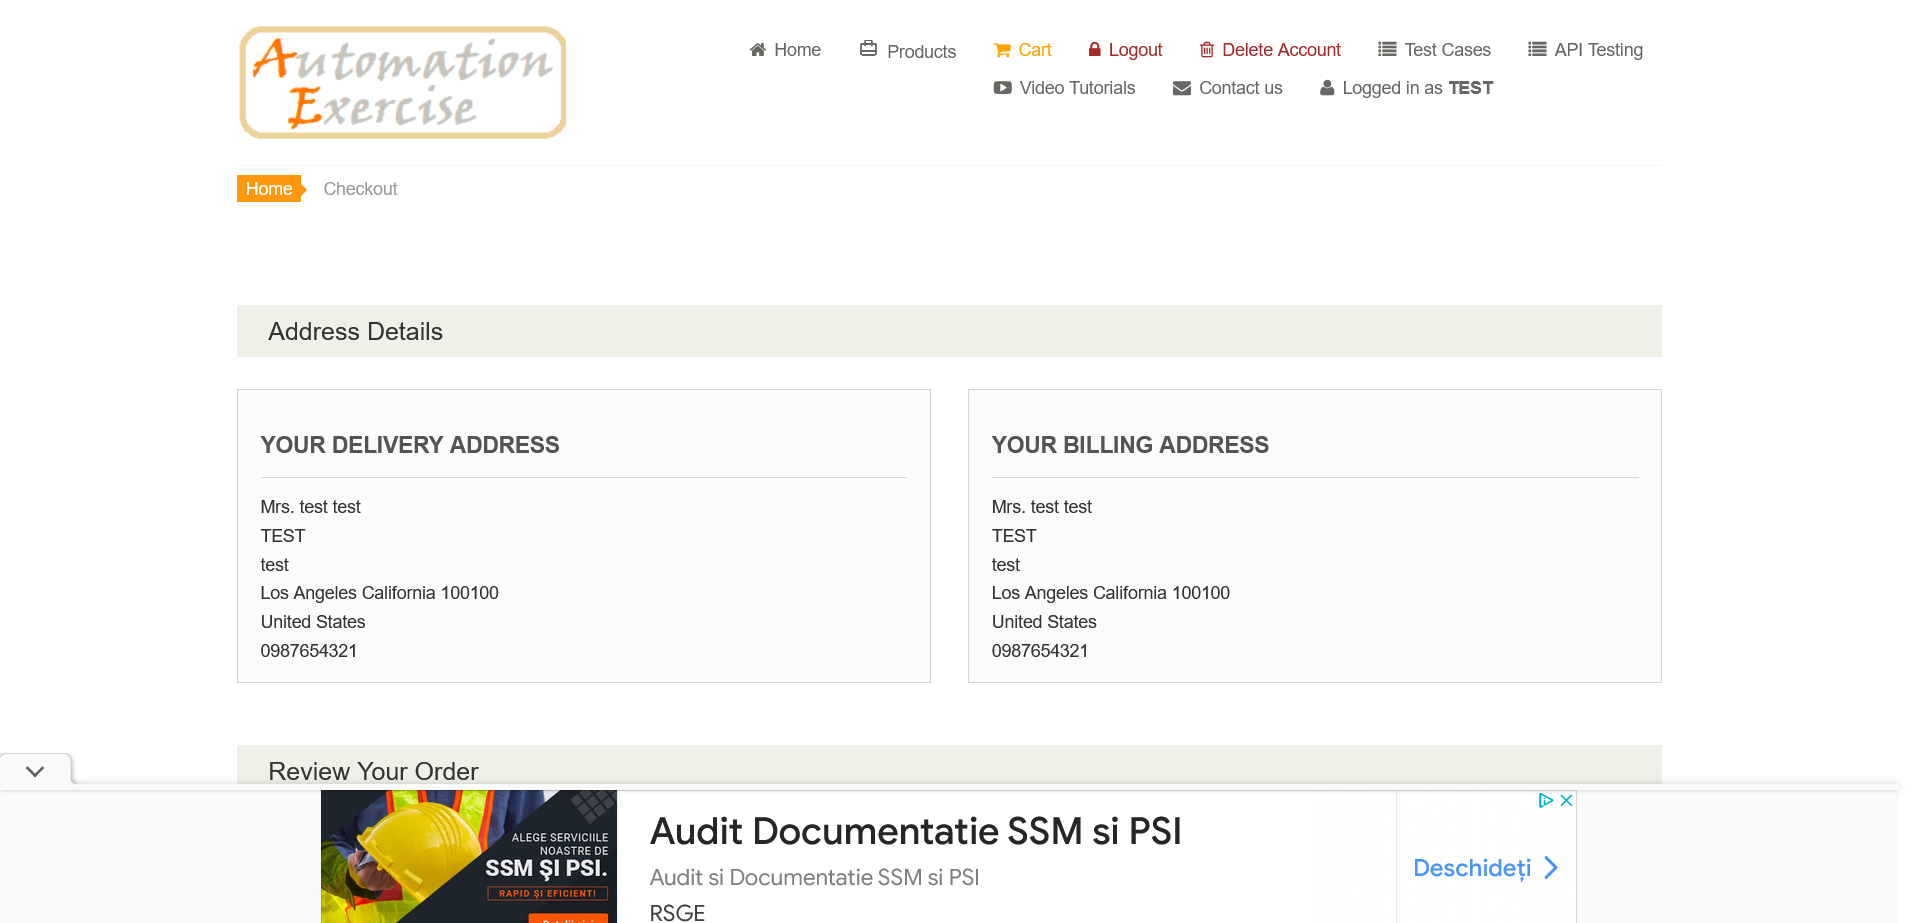 Automation
Exercise
Home
Products
Cart
Logout
Delete Account
Test Cases
API Testing
Video Tutorials
Contact us
Logged in as TEST
Home
Checkout
Address Details
YOUR DELIVERY ADDRESS
Mrs. test test
TEST
test
Los Angeles California 100100
United States
0987654321
YOUR BILLING ADDRESS
Mrs. test test
TEST
test
Los Angeles California 100100
United States
0987654321
Review Your Order
ALEGE SERVICIILE
NOASTRE DE
SSM ȘI PSI.
RAPID ȘI EFICIENT!
Audit Documentatie SSM si PSI
Audit si Documentatie SSM si PSI
RSGE
Deschideți